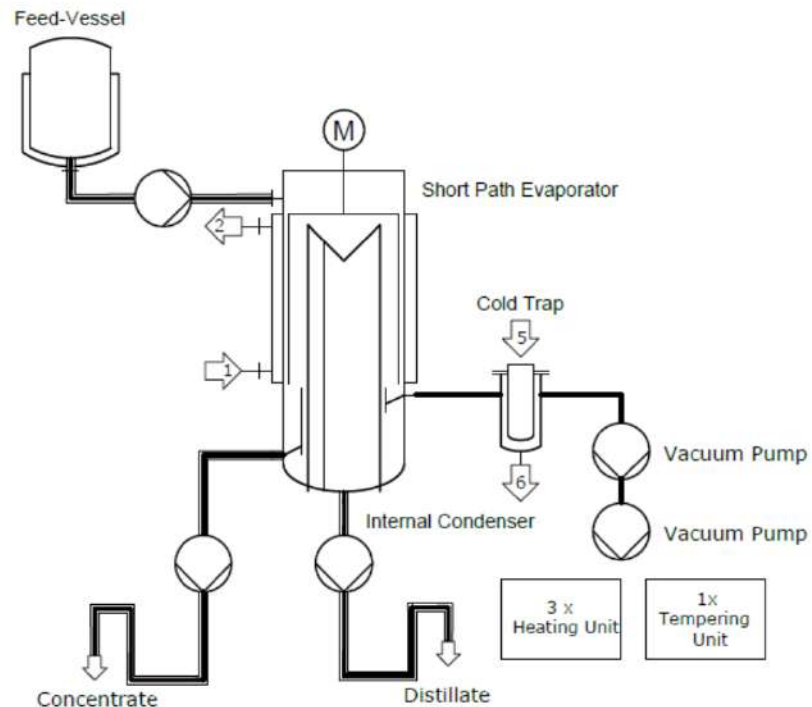 Feed-Vessel
M
Short Path Evaporator
2
Cold Trap
5
1
Vacuum Pump
6
Internal Condenser
Vacuum Pump
3 x
Heating Unit
1x
Tempering
Unit
Concentrate
Distillate